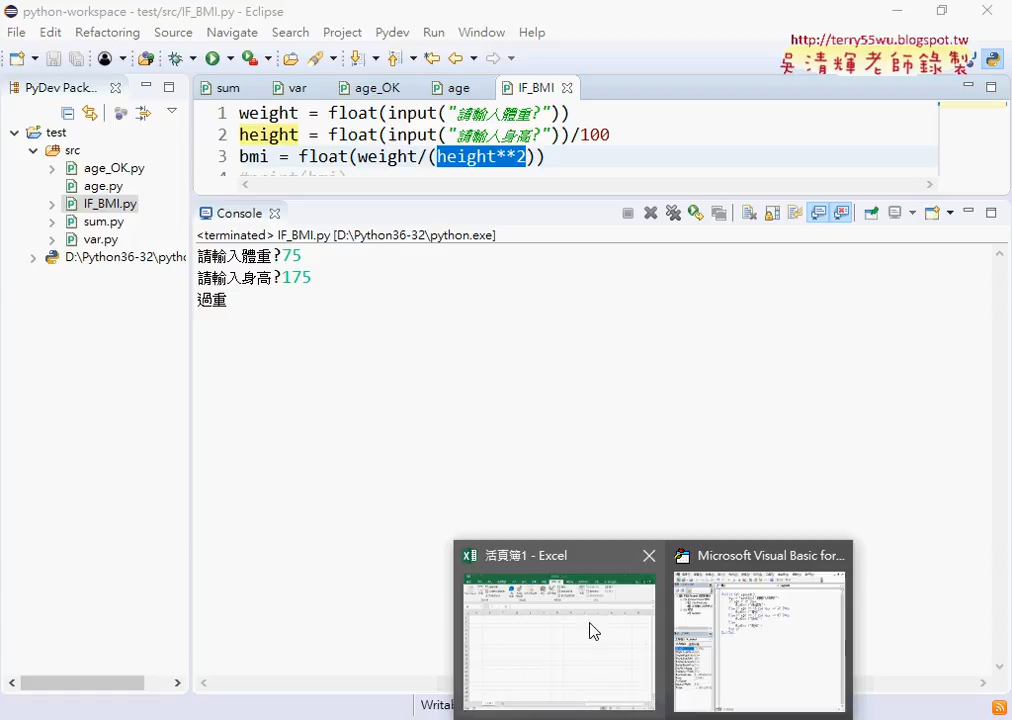 python-workspace - test/src/IF_BMI.py - Eclipse
File Edit Refactoring Source Navigate Search Project Pydev Run Window Help
http://terry55wu.blogspot.tw
吳清輝老師錄製
PyDev Pack...
sum var age_OK age IF_BMI
test
src
age_OK.py
age.py
IF_BMI.py
sum.py
var.py
D:\Python36-32\pytho
1 weight = float(input("請輸入體重?"))
2 height = float(input("請輸入身高?"))/100
3 bmi = float(weight/(height**2))
#print(bmi)
Console
<terminated> IF_BMI.py [D:\Python36-32\python.exe]
請輸入體重?75
請輸入身高?175
過重
活頁簿1 - Excel
Microsoft Visual Basic for...
Writab